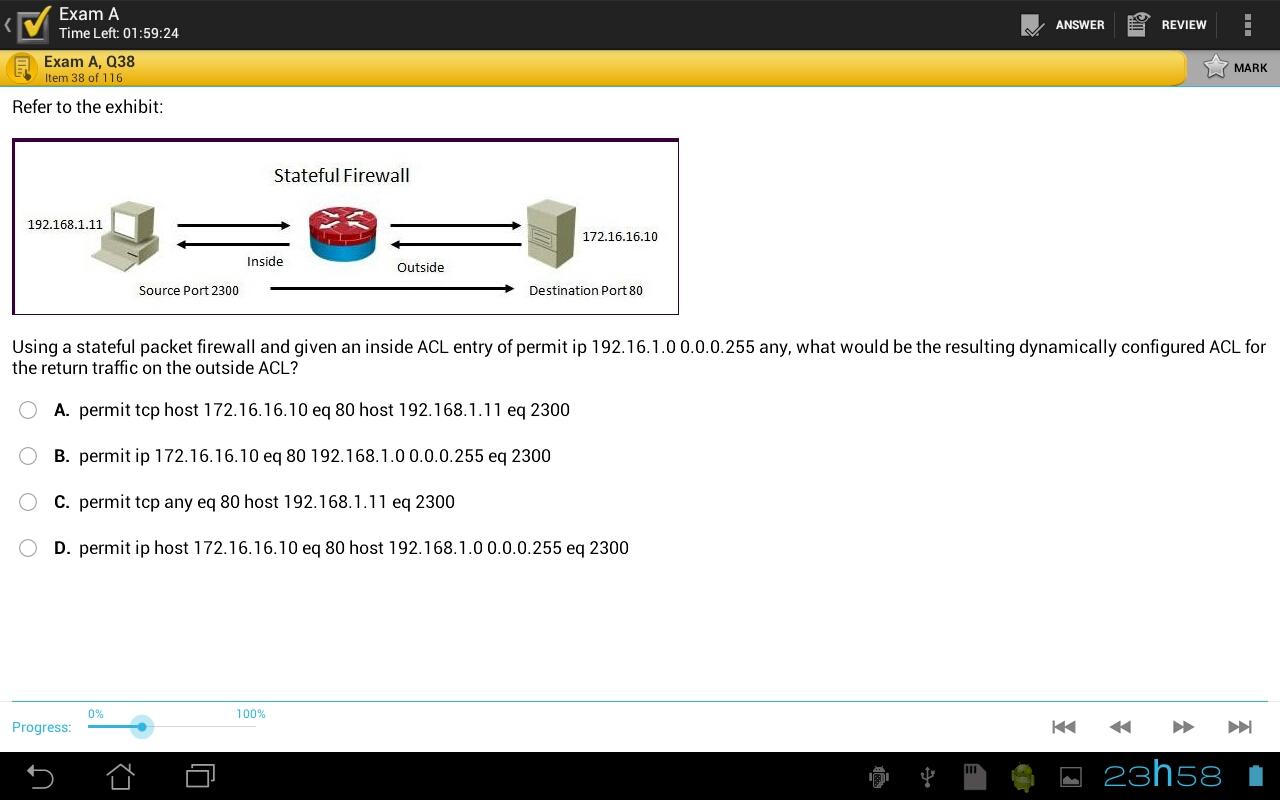 Exam A
Time Left: 01:59:24
ANSWER
REVIEW
Exam A, Q38
Item 38 of 116
MARK
Refer to the exhibit:
Stateful Firewall
192.168.1.11
172.16.16.10
Inside
Outside
Source Port 2300
Destination Port 80
Using a stateful packet firewall and given an inside ACL entry of permit ip 192.16.1.0 0.0.0.255 any, what would be the resulting dynamically configured ACL for
the return traffic on the outside ACL?
A. permit tcp host 172.16.16.10 eq 80 host 192.168.1.11 eq 2300
B. permit ip 172.16.16.10 eq 80 192.168.1.0 0.0.0.255 eq 2300
C. permit tcp any eq 80 host 192.168.1.11 eq 2300
D. permit ip host 172.16.16.10 eq 80 host 192.168.1.0 0.0.0.255 eq 2300
0% 100%
Progress:
23h58